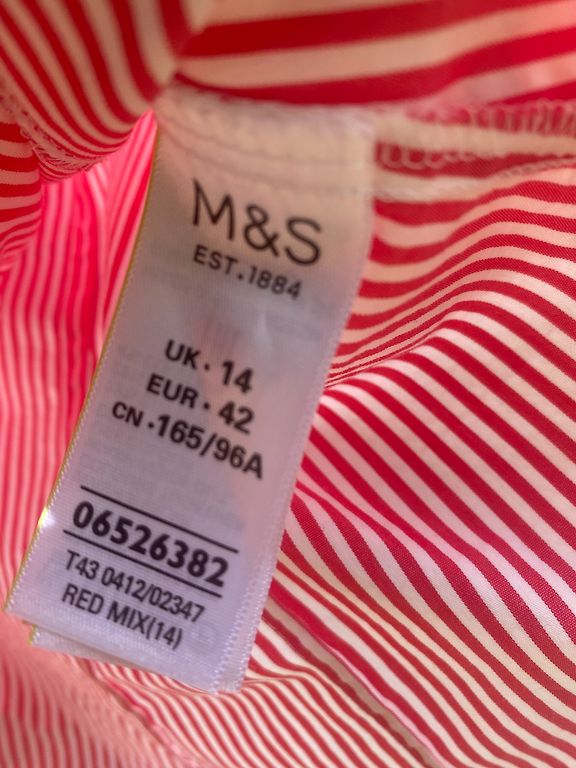 M&S
EST.1884
UK · 14
EUR · 42
CN · 165/96A
06526382
T43 0412/02347
RED MIX(14)